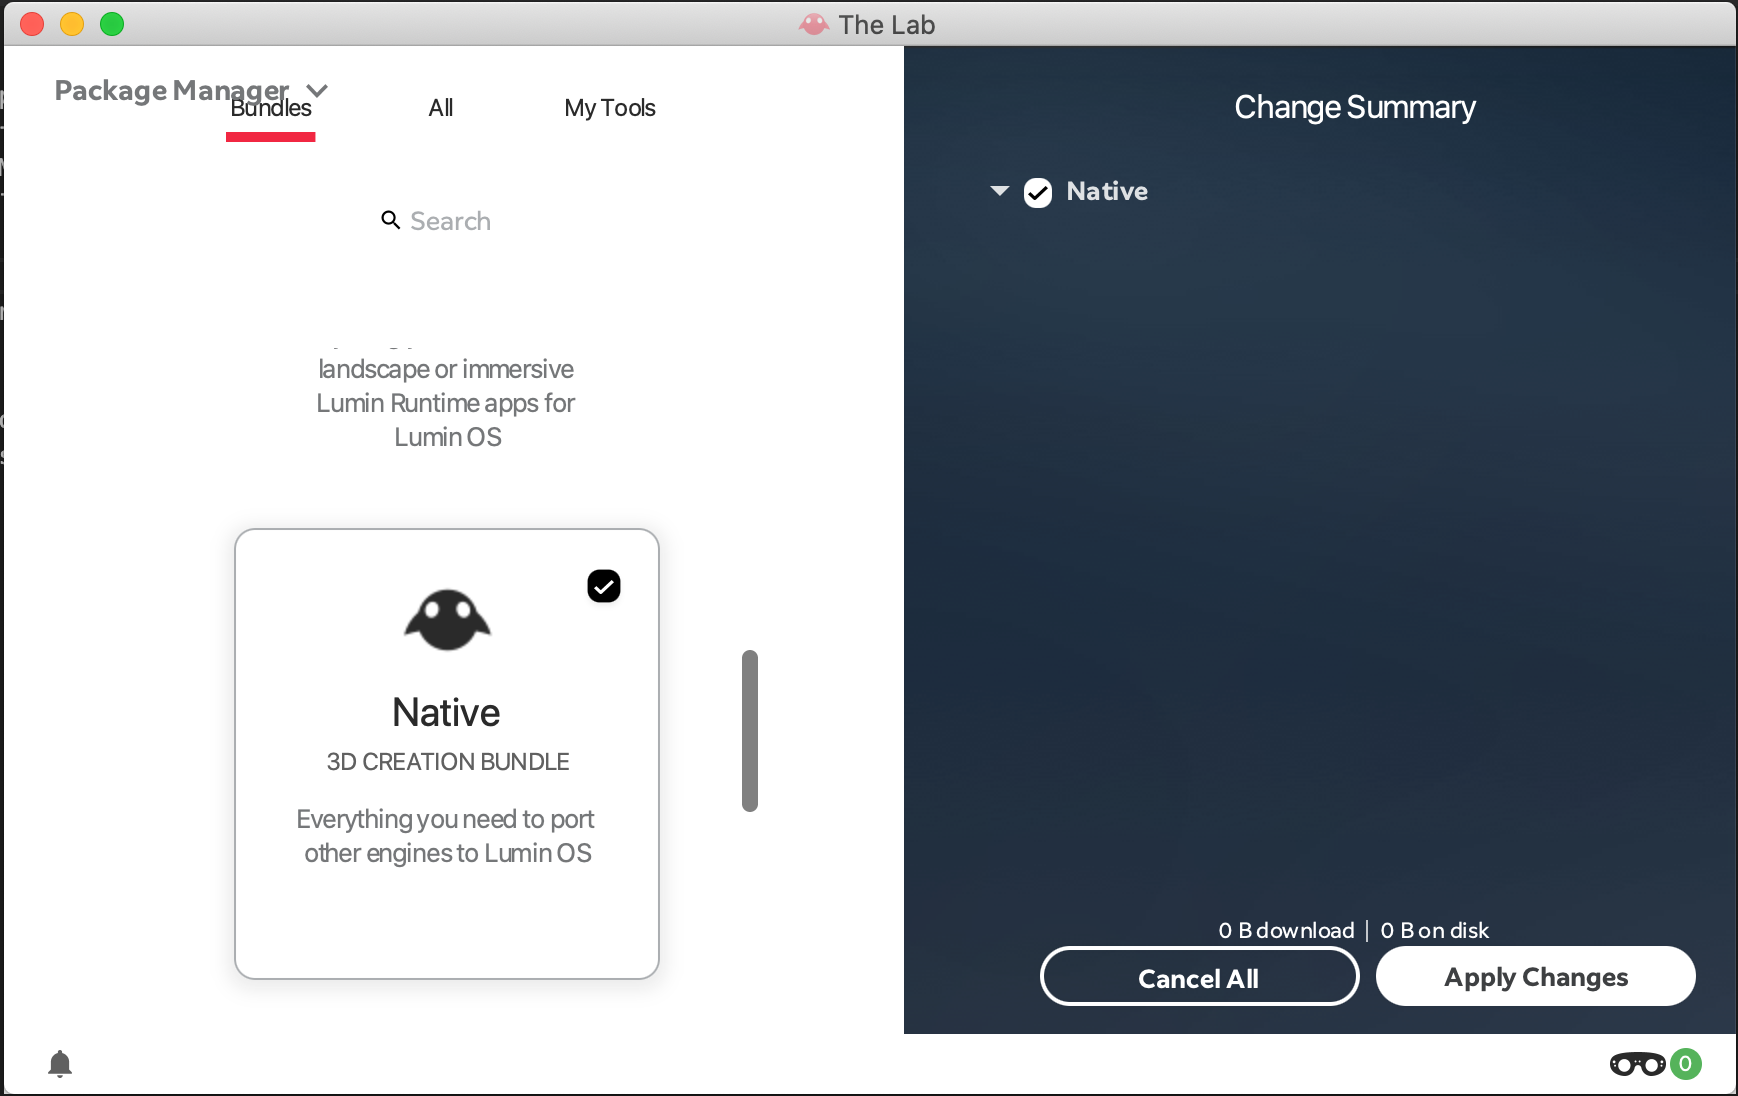 The Lab
Package Manager
Bundles
All
My Tools
Search
landscape or immersive
Lumin Runtime apps for
Lumin OS
Native
3D CREATION BUNDLE
Everything you need to port
other engines to Lumin OS
Change Summary
Native
0 B download | 0 B on disk
Cancel All
Apply Changes
0